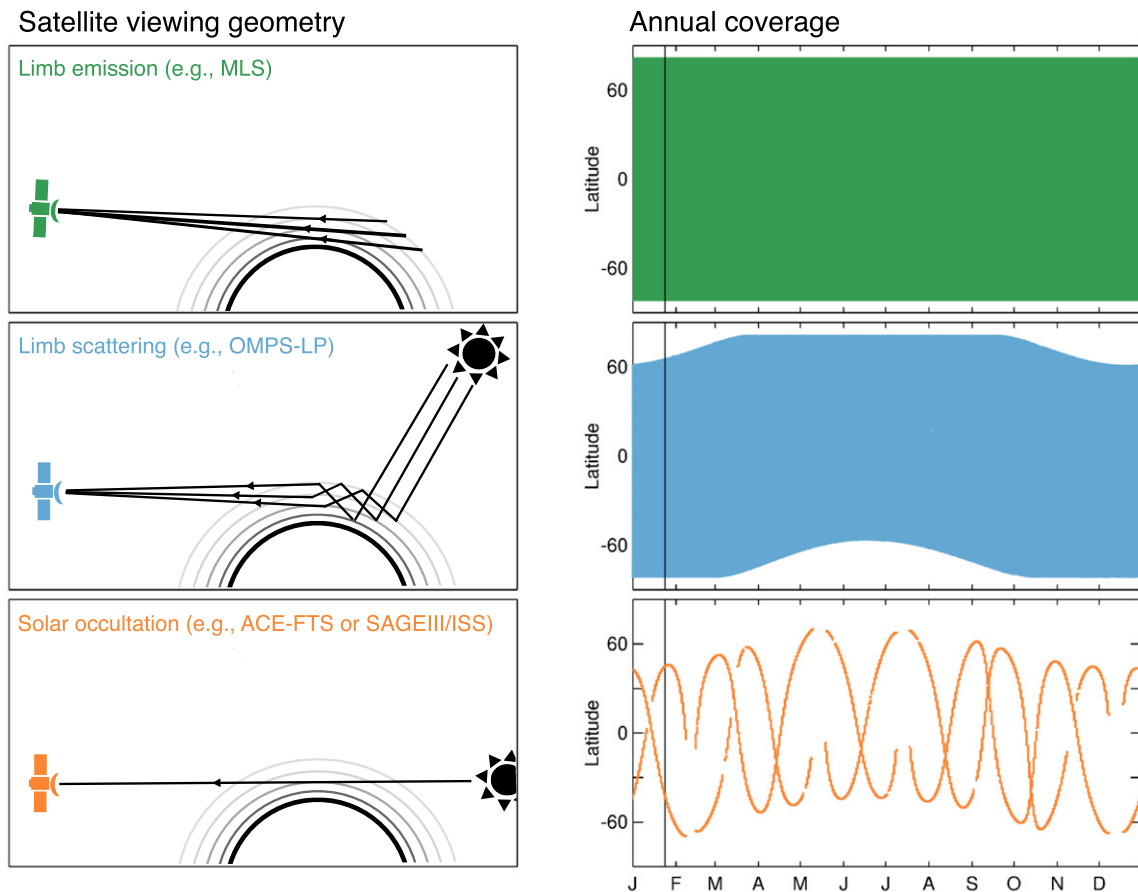 Satellite viewing geometry
Annual coverage
Limb emission (e.g., MLS)
60
0
-60
Latitude
Limb scattering (e.g., OMPS-LP)
60
0
-60
Latitude
Solar occultation (e.g., ACE-FTS or SAGEIII/ISS)
60
0
-60
Latitude
J F M A M J J A S O N D